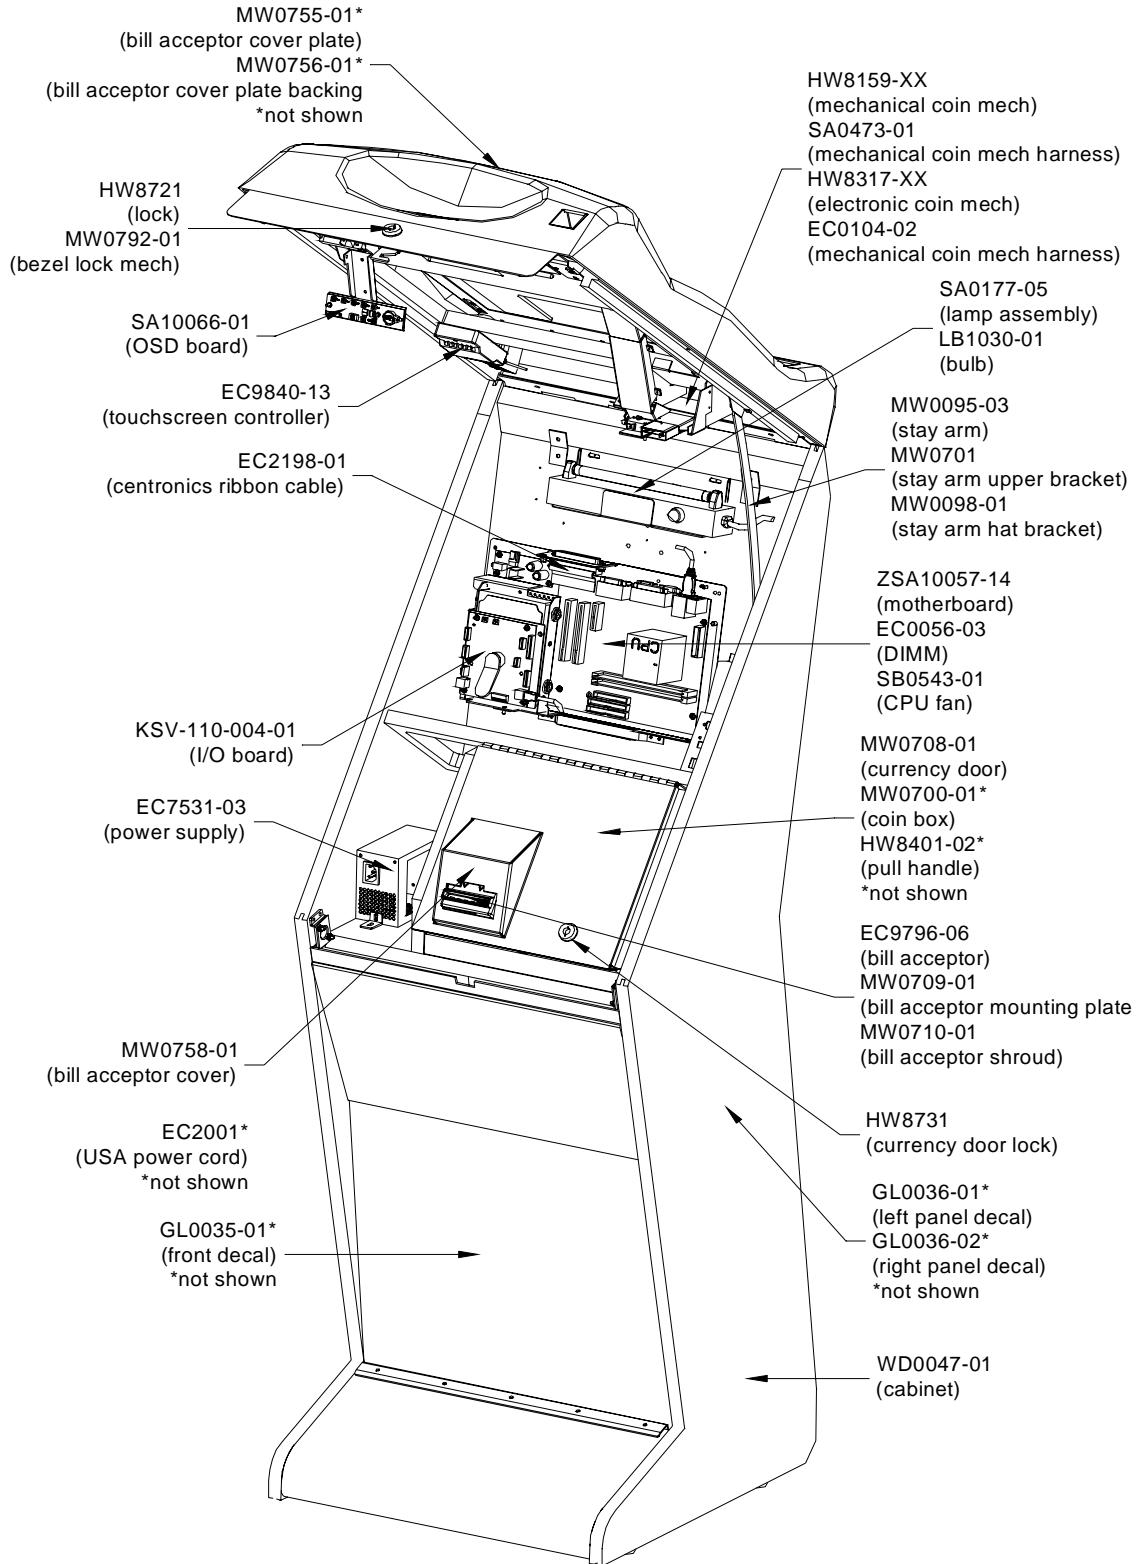 MW0755-01*
(bill acceptor cover plate)
MW0756-01*
(bill acceptor cover plate backing
*not shown
HW8159-XX
(mechanical coin mech)
SA0473-01
(mechanical coin mech harness)
HW8317-XX
(electronic coin mech)
EC0104-02
(mechanical coin mech harness)
HW8721
(lock)
MW0792-01
(bezel lock mech)
SA0177-05
(lamp assembly)
LB1030-01
(bulb)
SA10066-01
(OSD board)
EC9840-13
(touchscreen controller)
MW0095-03
(stay arm)
MW0701
(stay arm upper bracket)
MW0098-01
(stay arm hat bracket)
EC2198-01
(centronics ribbon cable)
ZSA10057-14
(motherboard)
EC0056-03
(DIMM)
SB0543-01
(CPU fan)
CPU
KSV-110-004-01
(I/O board)
MW0708-01
(currency door)
MW0700-01*
(coin box)
HW8401-02*
(pull handle)
*not shown
EC7531-03
(power supply)
EC9796-06
(bill acceptor)
MW0709-01
(bill acceptor mounting plate
MW0710-01
(bill acceptor shroud)
MW0758-01
(bill acceptor cover)
HW8731
(currency door lock)
EC2001*
(USA power cord)
*not shown
GL0036-01*
(left panel decal)
GL0036-02*
(right panel decal)
*not shown
GL0035-01*
(front decal)
*not shown
WD0047-01
(cabinet)